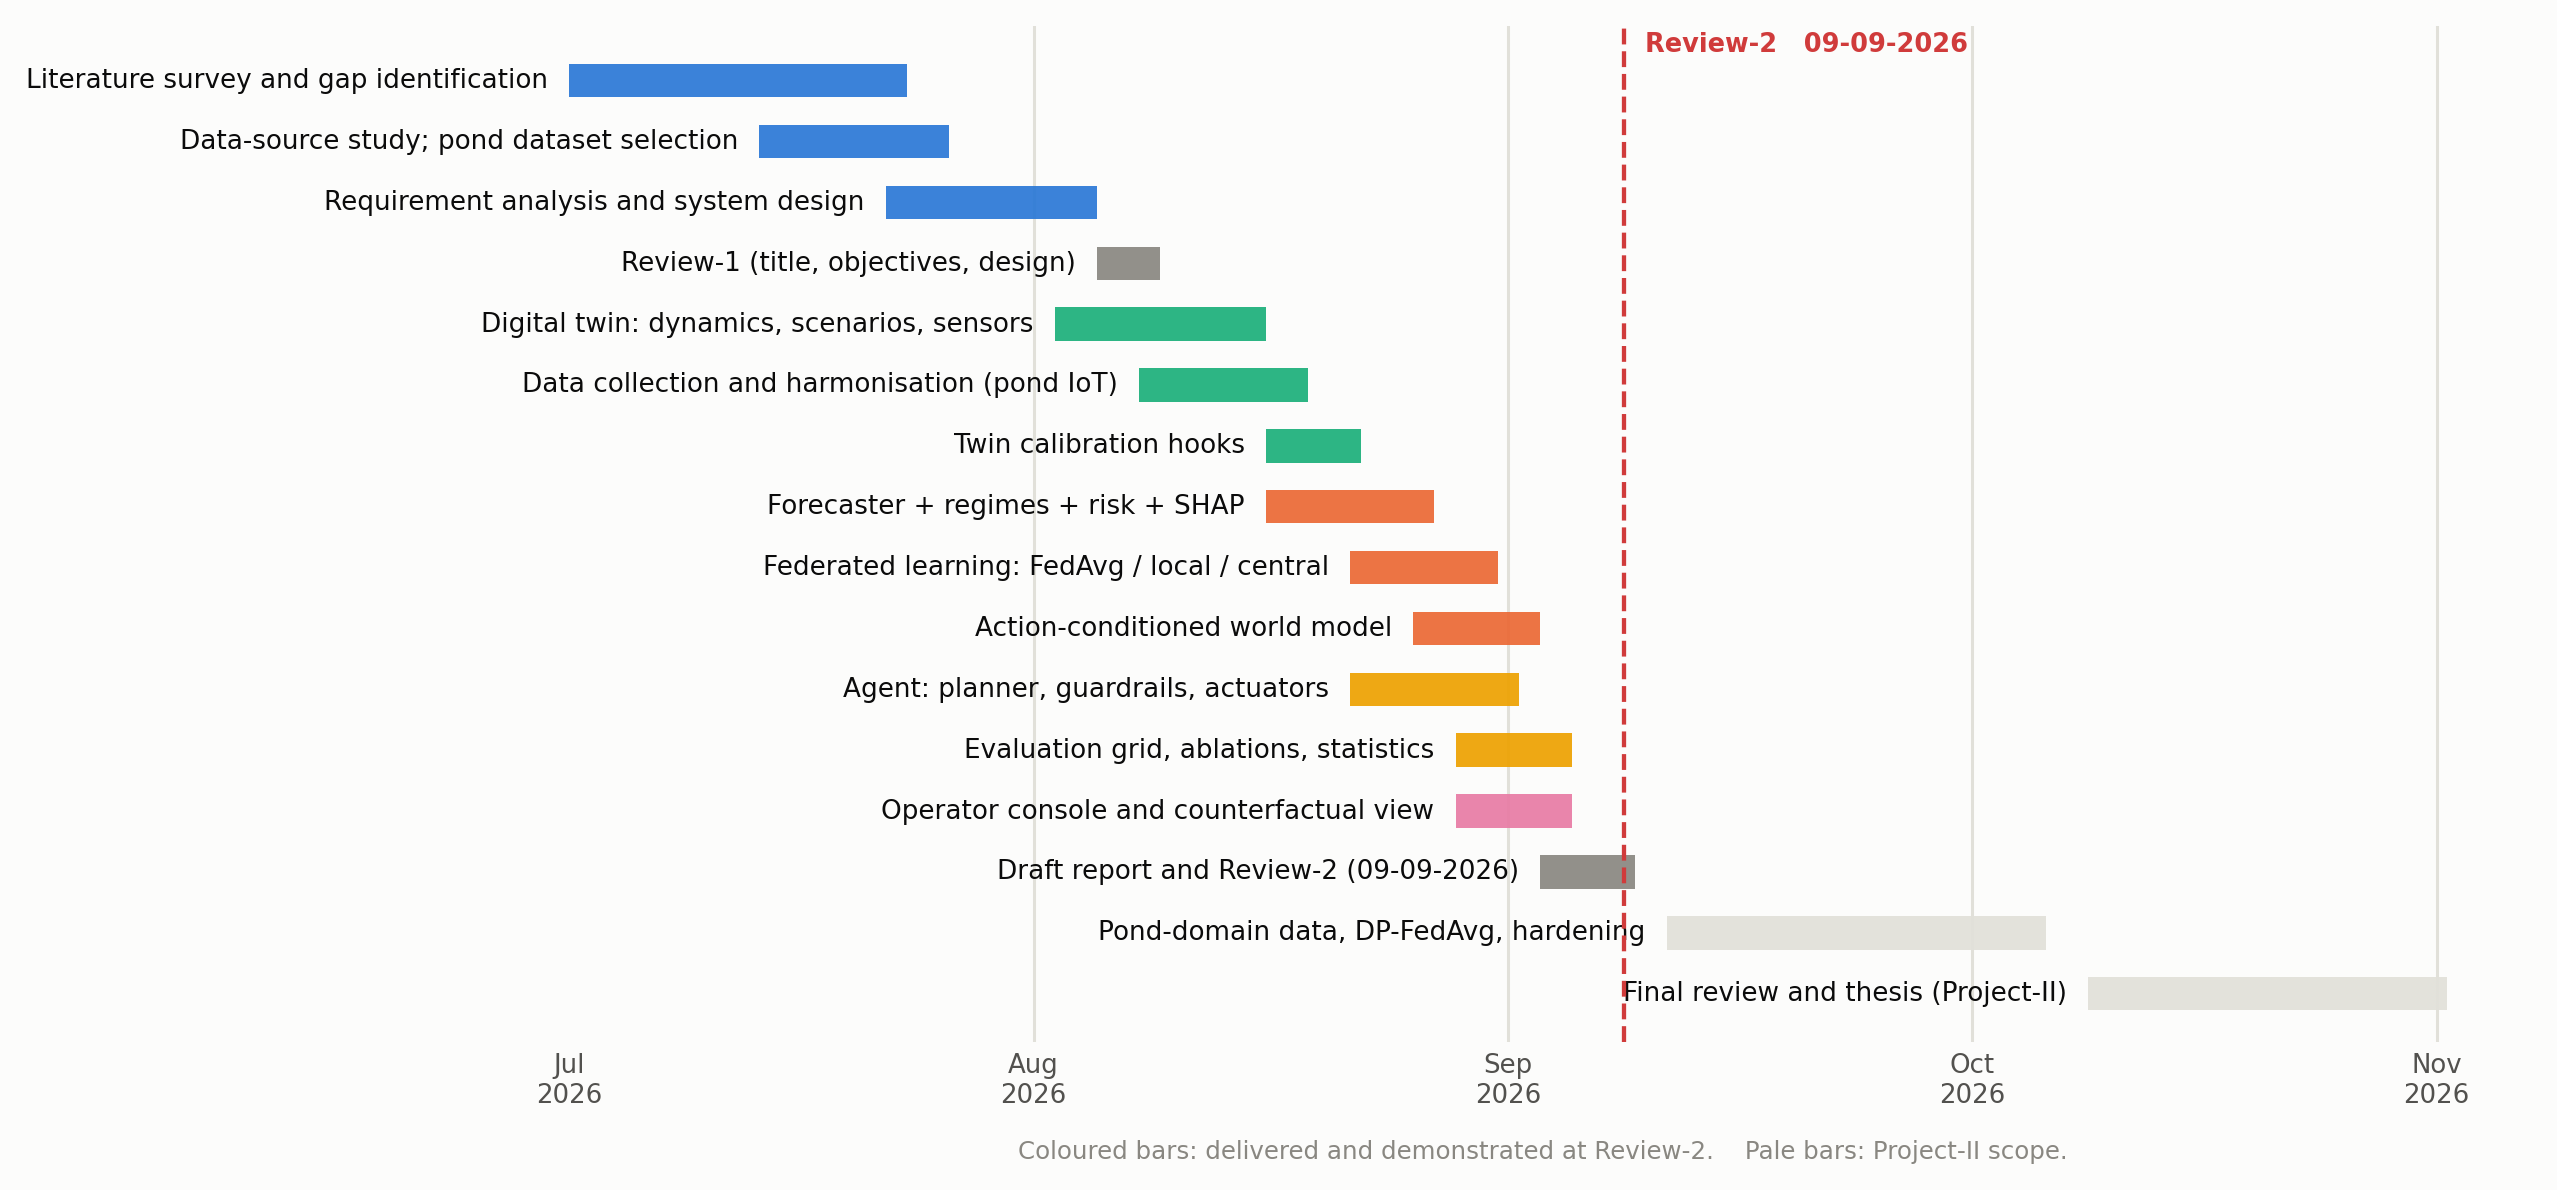 Review-2   09-09-2026
Literature survey and gap identification
Data-source study; pond dataset selection
Requirement analysis and system design
Review-1 (title, objectives, design)
Digital twin: dynamics, scenarios, sensors
Data collection and harmonisation (pond IoT)
Twin calibration hooks
Forecaster + regimes + risk + SHAP
Federated learning: FedAvg / local / central
Action-conditioned world model
Agent: planner, guardrails, actuators
Evaluation grid, ablations, statistics
Operator console and counterfactual view
Draft report and Review-2 (09-09-2026)
Pond-domain data, DP-FedAvg, hardening
Final review and thesis (Project-II)
Jul Aug Sep Oct Nov
2026 2026 2026 2026 2026
Coloured bars: delivered and demonstrated at Review-2.    Pale bars: Project-II scope.